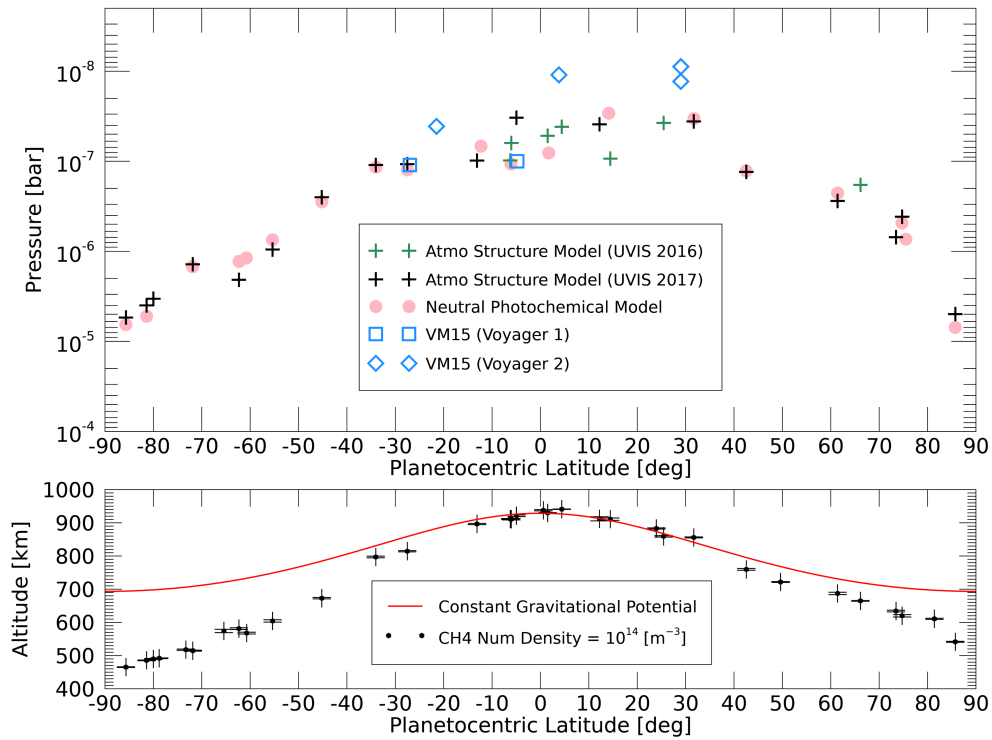 10⁻⁸
10⁻⁷
10⁻⁶
10⁻⁵
10⁻⁴
Pressure [bar]
Atmo Structure Model (UVIS 2016)
Atmo Structure Model (UVIS 2017)
Neutral Photochemical Model
VM15 (Voyager 1)
VM15 (Voyager 2)
-90 -80 -70 -60 -50 -40 -30 -20 -10 0 10 20 30 40 50 60 70 80 90
Planetocentric Latitude [deg]
1000
900
800
700
600
500
400
Altitude [km]
Constant Gravitational Potential
CH4 Num Density = 10¹⁴ [m⁻³]
-90 -80 -70 -60 -50 -40 -30 -20 -10 0 10 20 30 40 50 60 70 80 90
Planetocentric Latitude [deg]